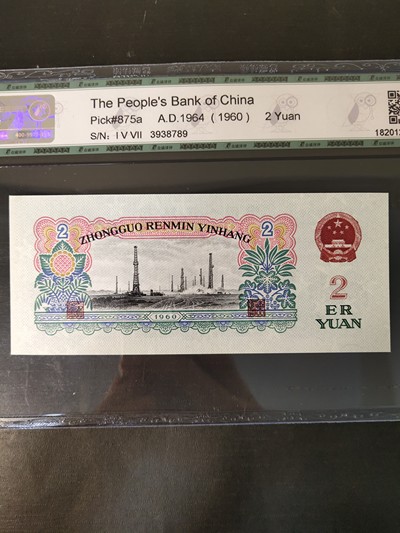 The People's Bank of China
Pick#875a A.D.1964 (1960) 2 Yuan
S/N: I V VII 3938789
182012
2 2
ZHONGGUO RENMIN YINHANG
2
ER
YUAN
1960